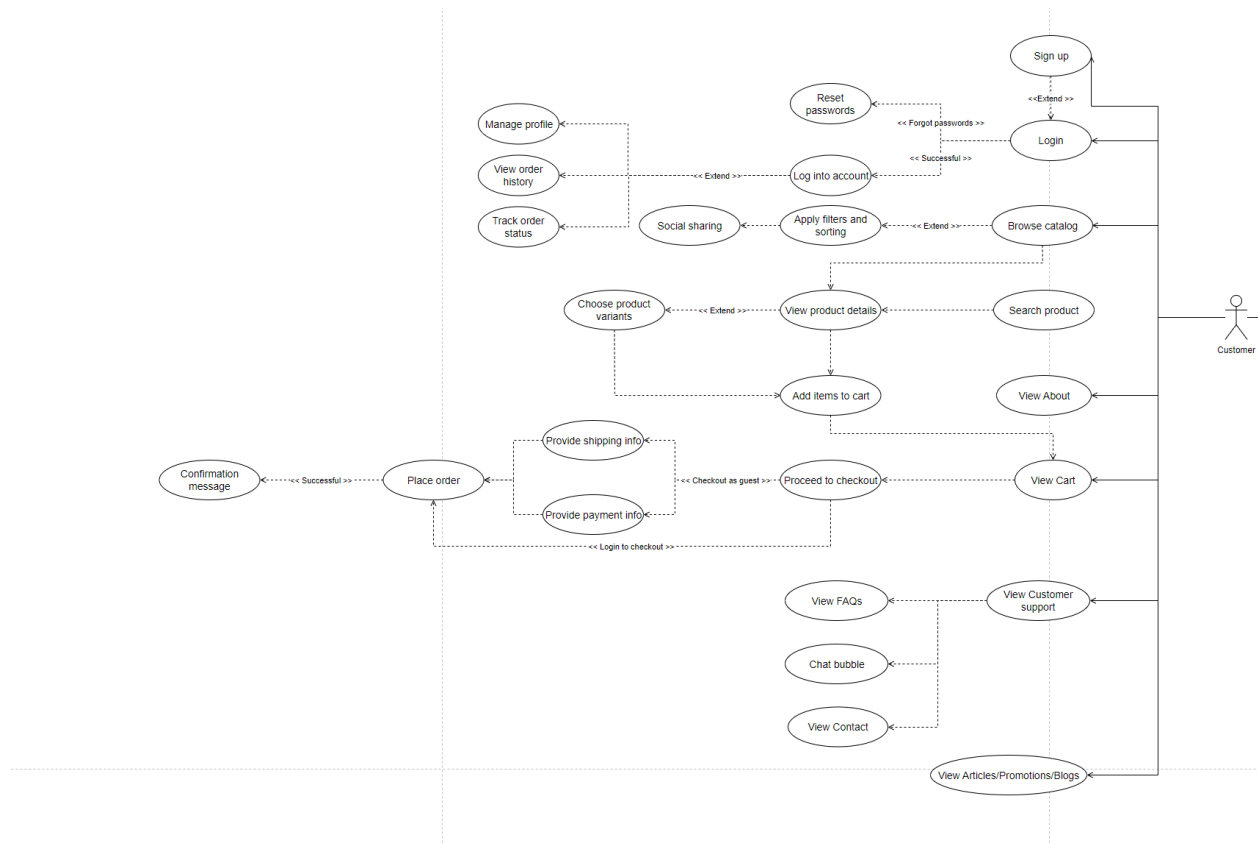 Sign up
<<Extend >>
Reset
passwords
Manage profile
<< Forgot passwords >>
Login
<< Successful >>
View order
history
<< Extend >>
Log into account
Track order
status
Social sharing
Apply filters and
sorting
<< Extend >>
Browse catalog
Choose product
variants
<< Extend >>
View product details
Search product
Customer
Add items to cart
View About
Provide shipping info
Confirmation
message
<< Successful >>
Place order
<< Checkout as guest >>
Proceed to checkout
View Cart
Provide payment info
<< Login to checkout >>
View FAQs
View Customer
support
Chat bubble
View Contact
View Articles/Promotions/Blogs